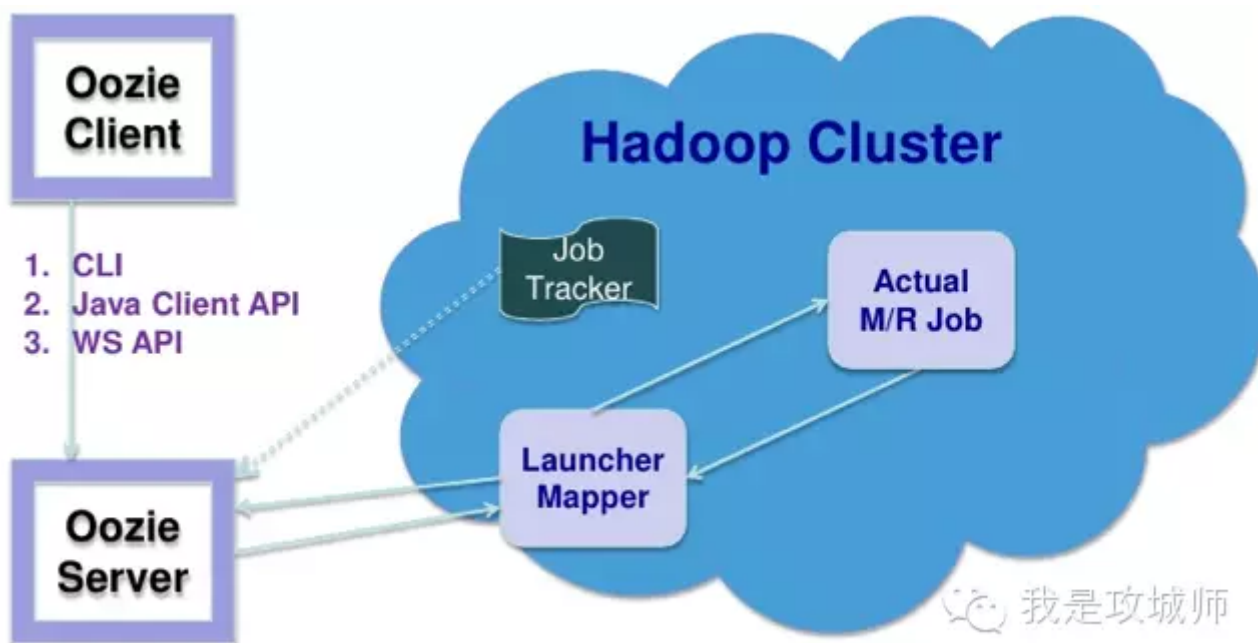 Oozie
Client
Hadoop Cluster
1. CLI
2. Java Client API
3. WS API
Job
Tracker
Actual
M/R Job
Launcher
Mapper
Oozie
Server
我是攻城师